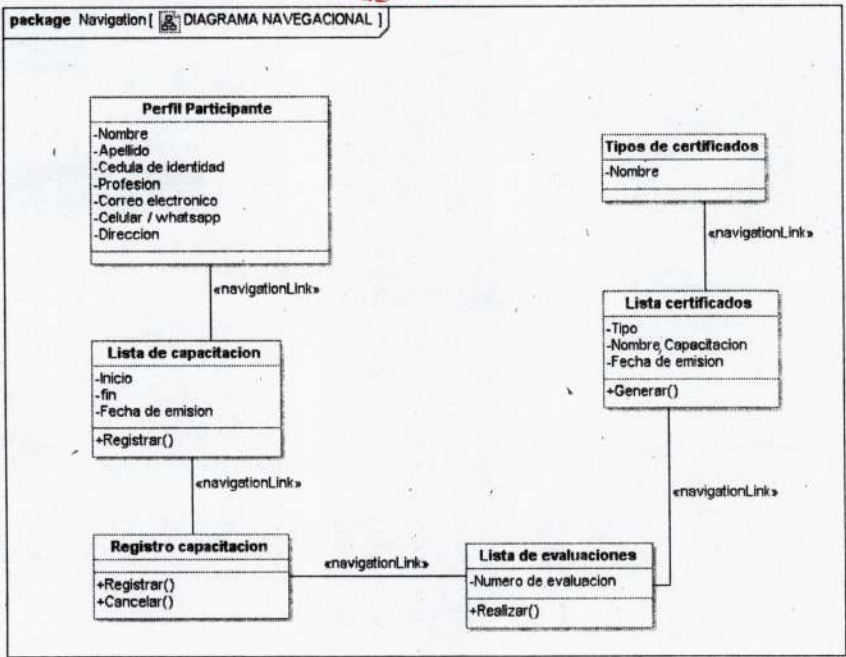 package Navigation [ DIAGRAMA NAVEGACIONAL ]
Perfil Participante
-Nombre
-Apellido
-Cedula de identidad
-Profesion
-Correo electronico
-Celular / whatsapp
-Direccion
«navigationLink»
Lista de capacitacion
-Inicio
-fin
-Fecha de emision
+Registrar()
«navigationLink»
Registro capacitacion
+Registrar()
+Cancelar()
«navigationLink»
Lista de evaluaciones
-Numero de evaluacion
+Realizar()
«navigationLink»
Lista certificados
-Tipo
-Nombre Capacitacion
-Fecha de emision
+Generar()
«navigationLink»
Tipos de certificados
-Nombre